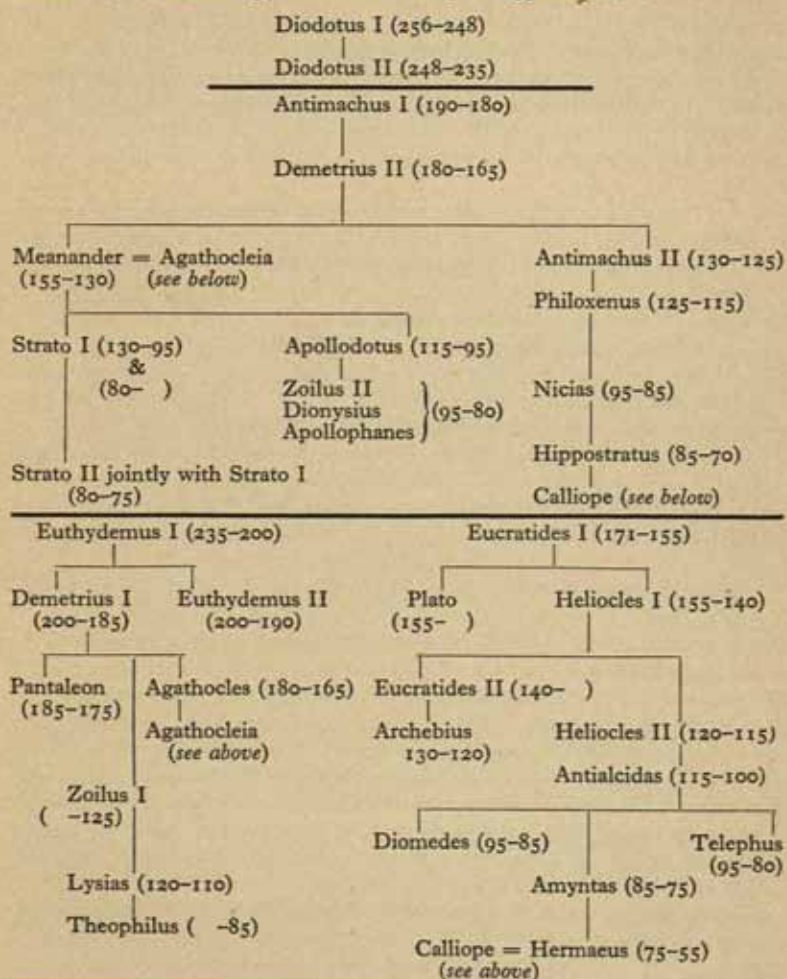 Diodotus I (256–248)
Diodotus II (248–235)
Antimachus I (190–180)
Demetrius II (180–165)
Meanander = Agathocleia
(155–130) (see below)
Antimachus II (130–125)
Philoxenus (125–115)
Strato I (130–95)
&
(80– )
Apollodotus (115–95)
Zoilus II
Dionysius } (95–80)
Apollophanes
Nicias (95–85)
Hippostratus (85–70)
Strato II jointly with Strato I
(80–75)
Calliope (see below)
Euthydemus I (235–200)
Eucratides I (171–155)
Demetrius I
(200–185)
Euthydemus II
(200–190)
Plato
(155– )
Heliocles I (155–140)
Pantaleon
(185–175)
Agathocles (180–165)
Eucratides II (140– )
Agathocleia
(see above)
Archebius
130–120)
Heliocles II (120–115)
Antialcidas (115–100)
Zoilus I
( –125)
Diomedes (95–85)
Telephus
(95–80)
Lysias (120–110)
Amyntas (85–75)
Theophilus ( –85)
Calliope = Hermaeus (75–55)
(see above)